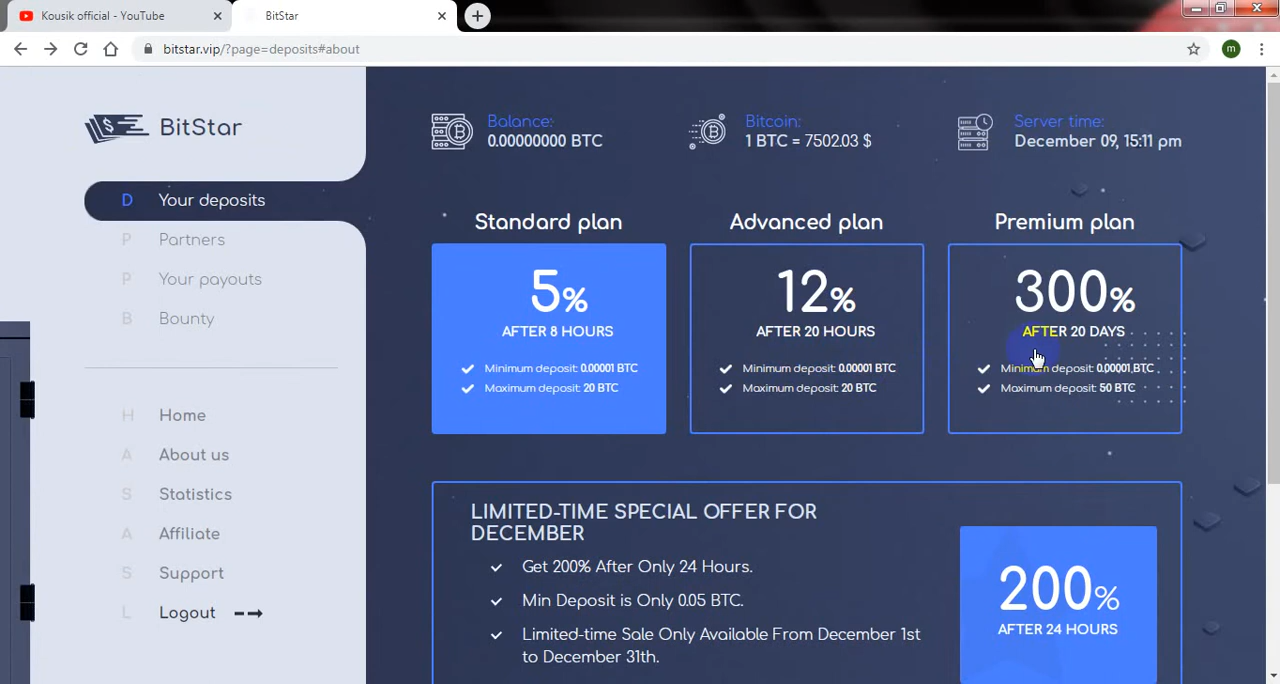 Kousik official - YouTube
BitStar
bitstar.vip/?page=deposits#about
m
BitStar
D Your deposits
P Partners
P Your payouts
B Bounty
H Home
A About us
S Statistics
A Affiliate
S Support
L Logout
Balance:
0.00000000 BTC
Bitcoin:
1 BTC = 7502.03 $
Server time:
December 09, 15:11 pm
Standard plan
5%
AFTER 8 HOURS
Minimum deposit: 0.00001 BTC
Maximum deposit: 20 BTC
Advanced plan
12%
AFTER 20 HOURS
Minimum deposit: 0.00001 BTC
Maximum deposit: 20 BTC
Premium plan
300%
AFTER 20 DAYS
Minimum deposit: 0.00001 BTC
Maximum deposit: 50 BTC
LIMITED-TIME SPECIAL OFFER FOR
DECEMBER
Get 200% After Only 24 Hours.
Min Deposit is Only 0.05 BTC.
Limited-time Sale Only Available From December 1st
to December 31th.
200%
AFTER 24 HOURS